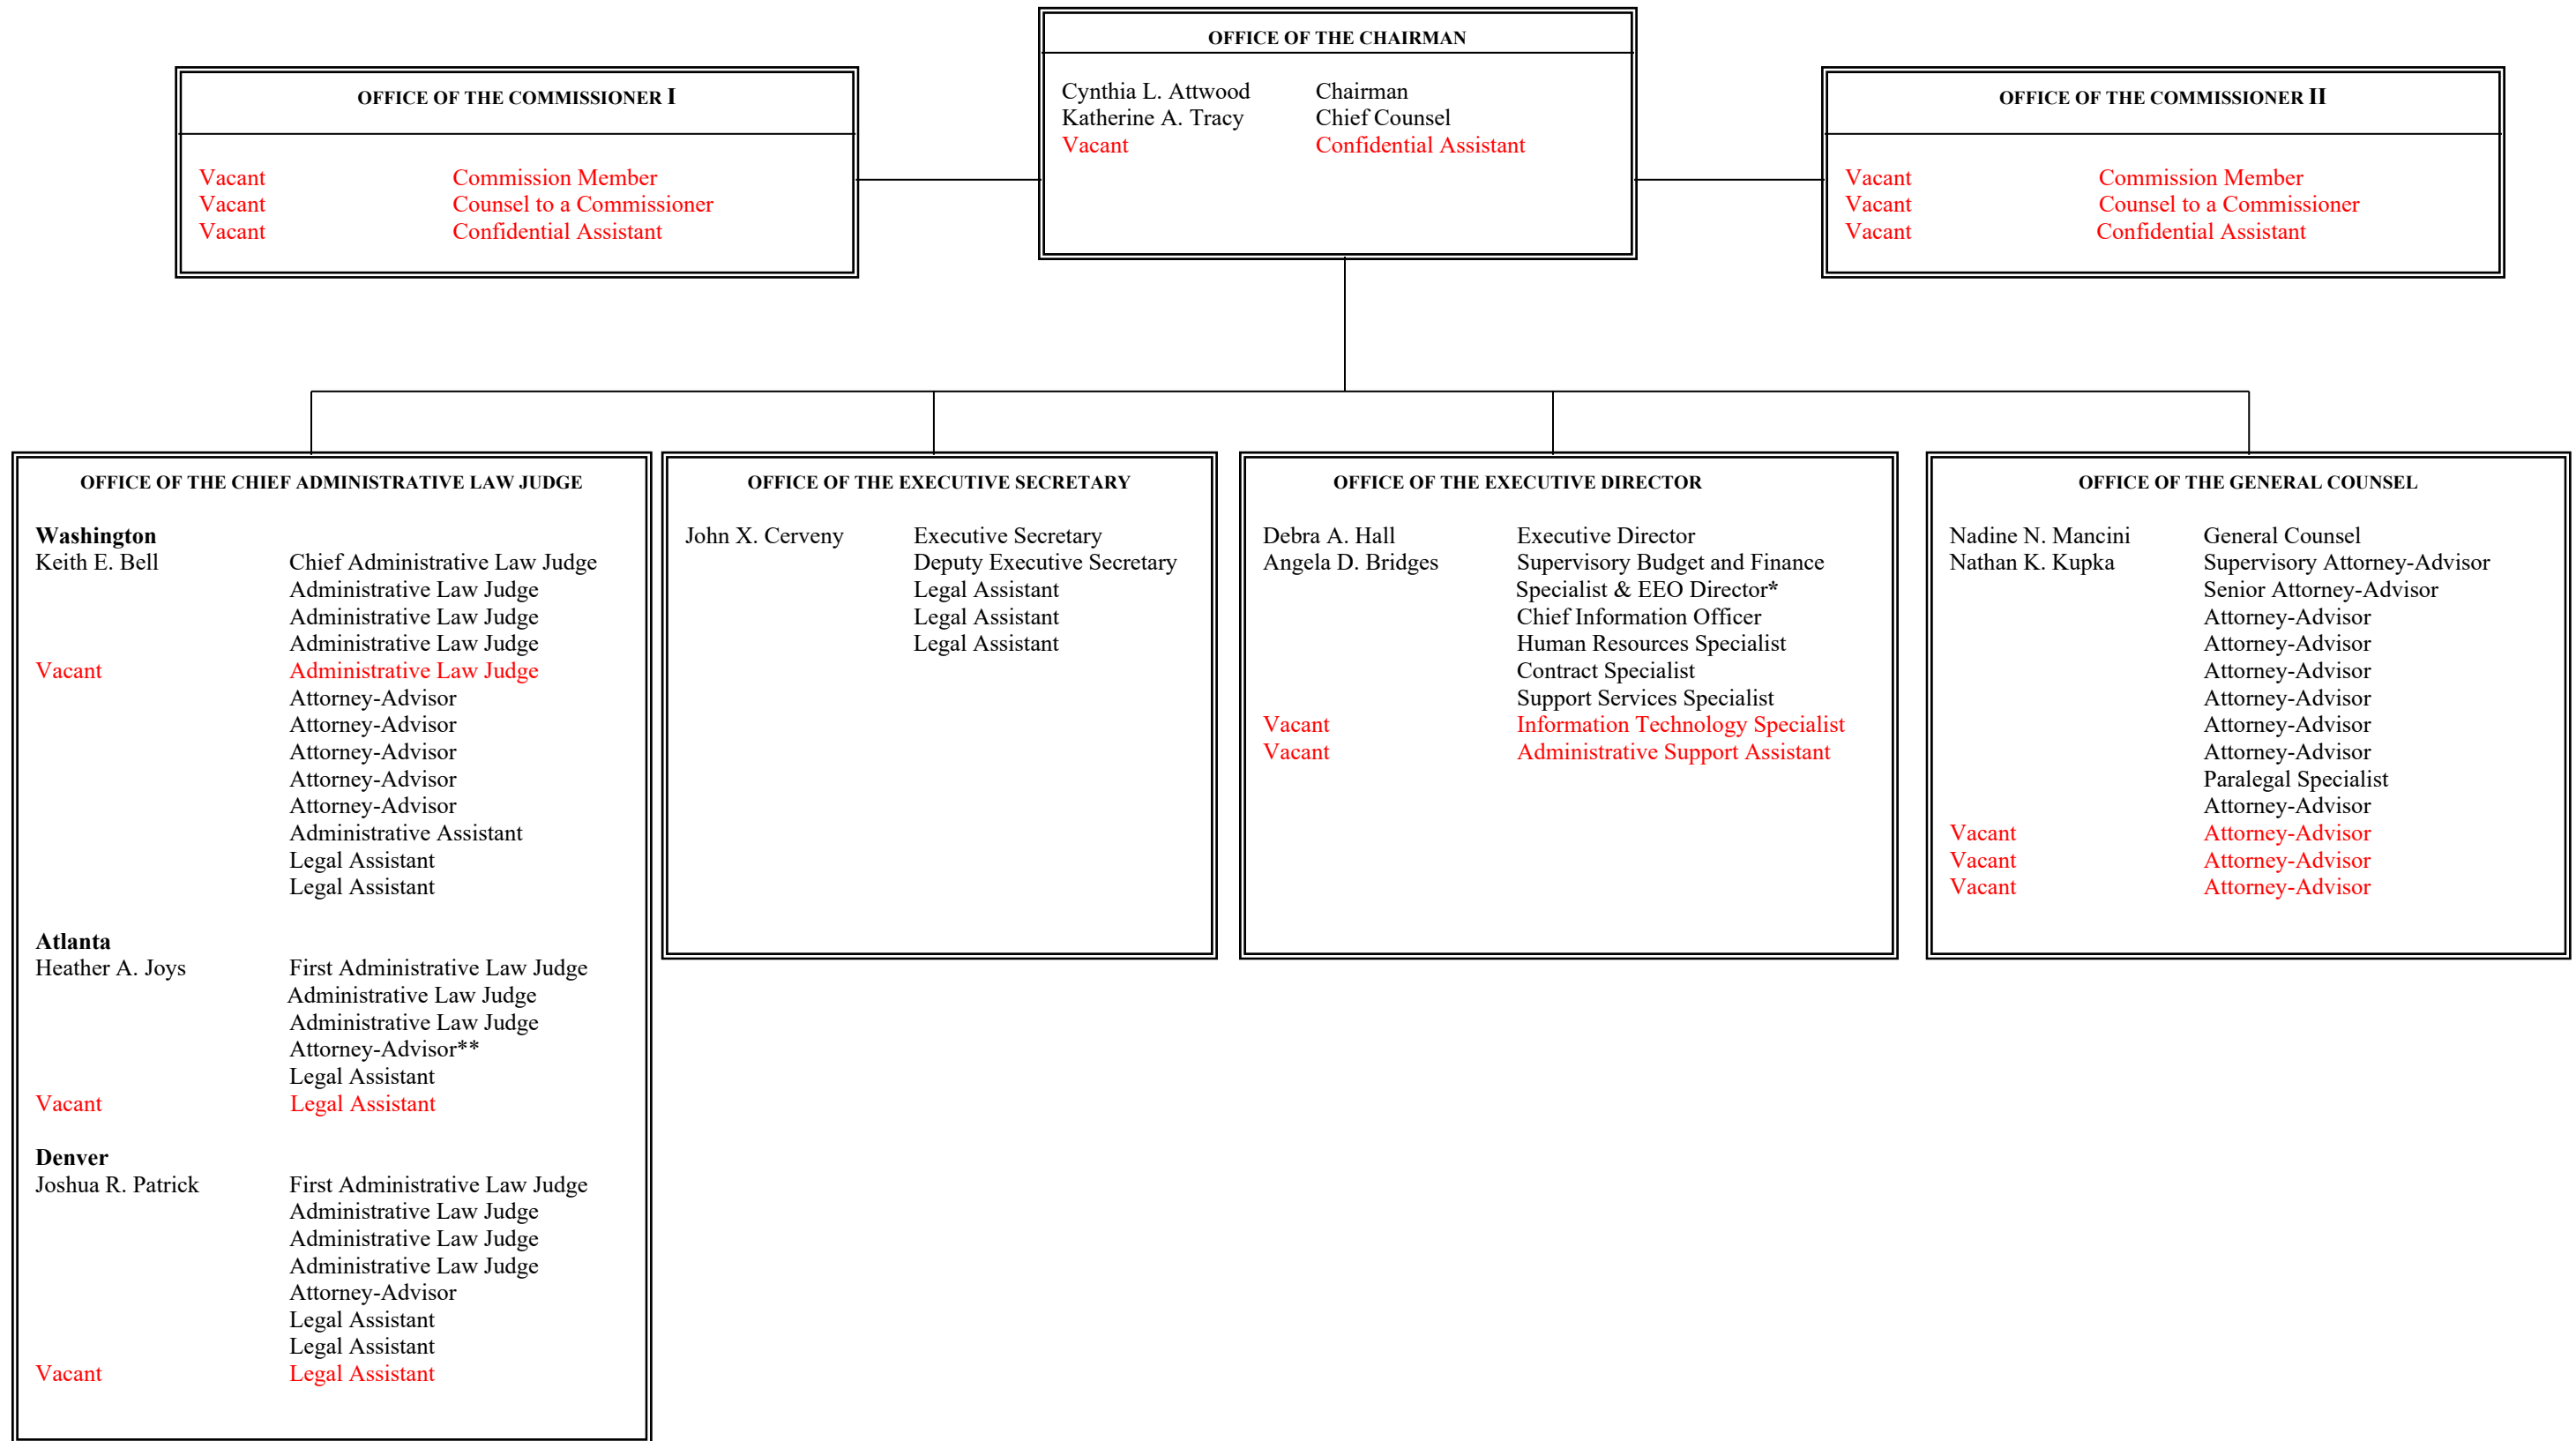 OFFICE OF THE CHAIRMAN
Cynthia L. Attwood Chairman
Katherine A. Tracy Chief Counsel
Vacant Confidential Assistant
OFFICE OF THE COMMISSIONER I
Vacant Commission Member
Vacant Counsel to a Commissioner
Vacant Confidential Assistant
OFFICE OF THE COMMISSIONER II
Vacant Commission Member
Vacant Counsel to a Commissioner
Vacant Confidential Assistant
OFFICE OF THE CHIEF ADMINISTRATIVE LAW JUDGE
Washington
Keith E. Bell Chief Administrative Law Judge
Administrative Law Judge
Administrative Law Judge
Administrative Law Judge
Vacant Administrative Law Judge
Attorney-Advisor
Attorney-Advisor
Attorney-Advisor
Attorney-Advisor
Attorney-Advisor
Administrative Assistant
Legal Assistant
Legal Assistant
Atlanta
Heather A. Joys First Administrative Law Judge
Administrative Law Judge
Administrative Law Judge
Attorney-Advisor**
Legal Assistant
Vacant Legal Assistant
Denver
Joshua R. Patrick First Administrative Law Judge
Administrative Law Judge
Administrative Law Judge
Administrative Law Judge
Attorney-Advisor
Legal Assistant
Legal Assistant
Vacant Legal Assistant
OFFICE OF THE EXECUTIVE SECRETARY
John X. Cerveny Executive Secretary
Deputy Executive Secretary
Legal Assistant
Legal Assistant
Legal Assistant
OFFICE OF THE EXECUTIVE DIRECTOR
Debra A. Hall Executive Director
Angela D. Bridges Supervisory Budget and Finance
Specialist & EEO Director*
Chief Information Officer
Human Resources Specialist
Contract Specialist
Support Services Specialist
Vacant Information Technology Specialist
Vacant Administrative Support Assistant
OFFICE OF THE GENERAL COUNSEL
Nadine N. Mancini General Counsel
Nathan K. Kupka Supervisory Attorney-Advisor
Senior Attorney-Advisor
Attorney-Advisor
Attorney-Advisor
Attorney-Advisor
Attorney-Advisor
Attorney-Advisor
Attorney-Advisor
Paralegal Specialist
Attorney-Advisor
Vacant Attorney-Advisor
Vacant Attorney-Advisor
Vacant Attorney-Advisor